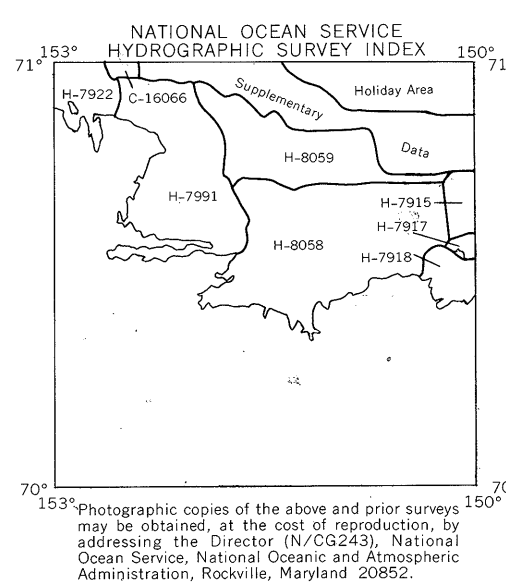 NATIONAL OCEAN SERVICE
HYDROGRAPHIC SURVEY INDEX
153° 150°
71° 71
H-7922
C-16066
Supplementary
Holiday Area
H-8059
Data
H-7991
H-7915
H-7917
H-8058
H-7918
70° 70
153° 150°
Photographic copies of the above and prior surveys
may be obtained, at the cost of reproduction, by
addressing the Director (N/CG243), National
Ocean Service, National Oceanic and Atmospheric
Administration, Rockville, Maryland 20852.